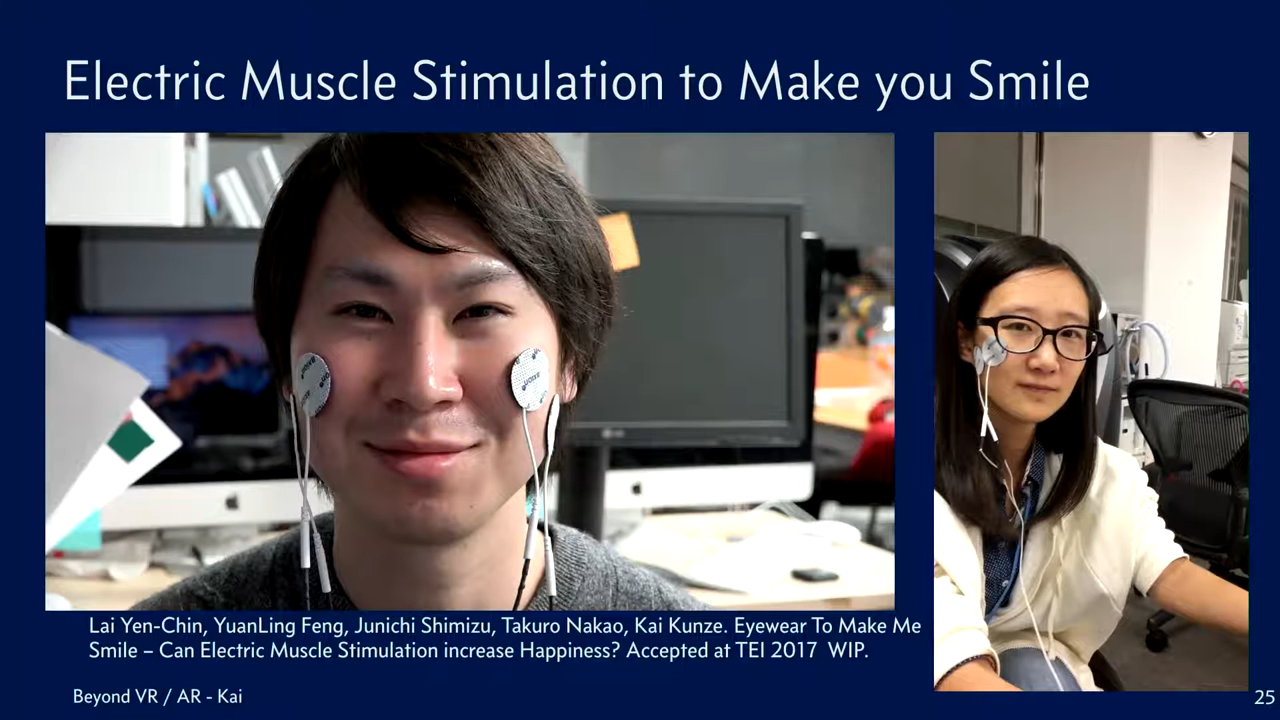 Electric Muscle Stimulation to Make you Smile
Lai Yen-Chin, YuanLing Feng, Junichi Shimizu, Takuro Nakao, Kai Kunze. Eyewear To Make Me
Smile – Can Electric Muscle Stimulation increase Happiness? Accepted at TEI 2017 WIP.
Beyond VR / AR - Kai
25